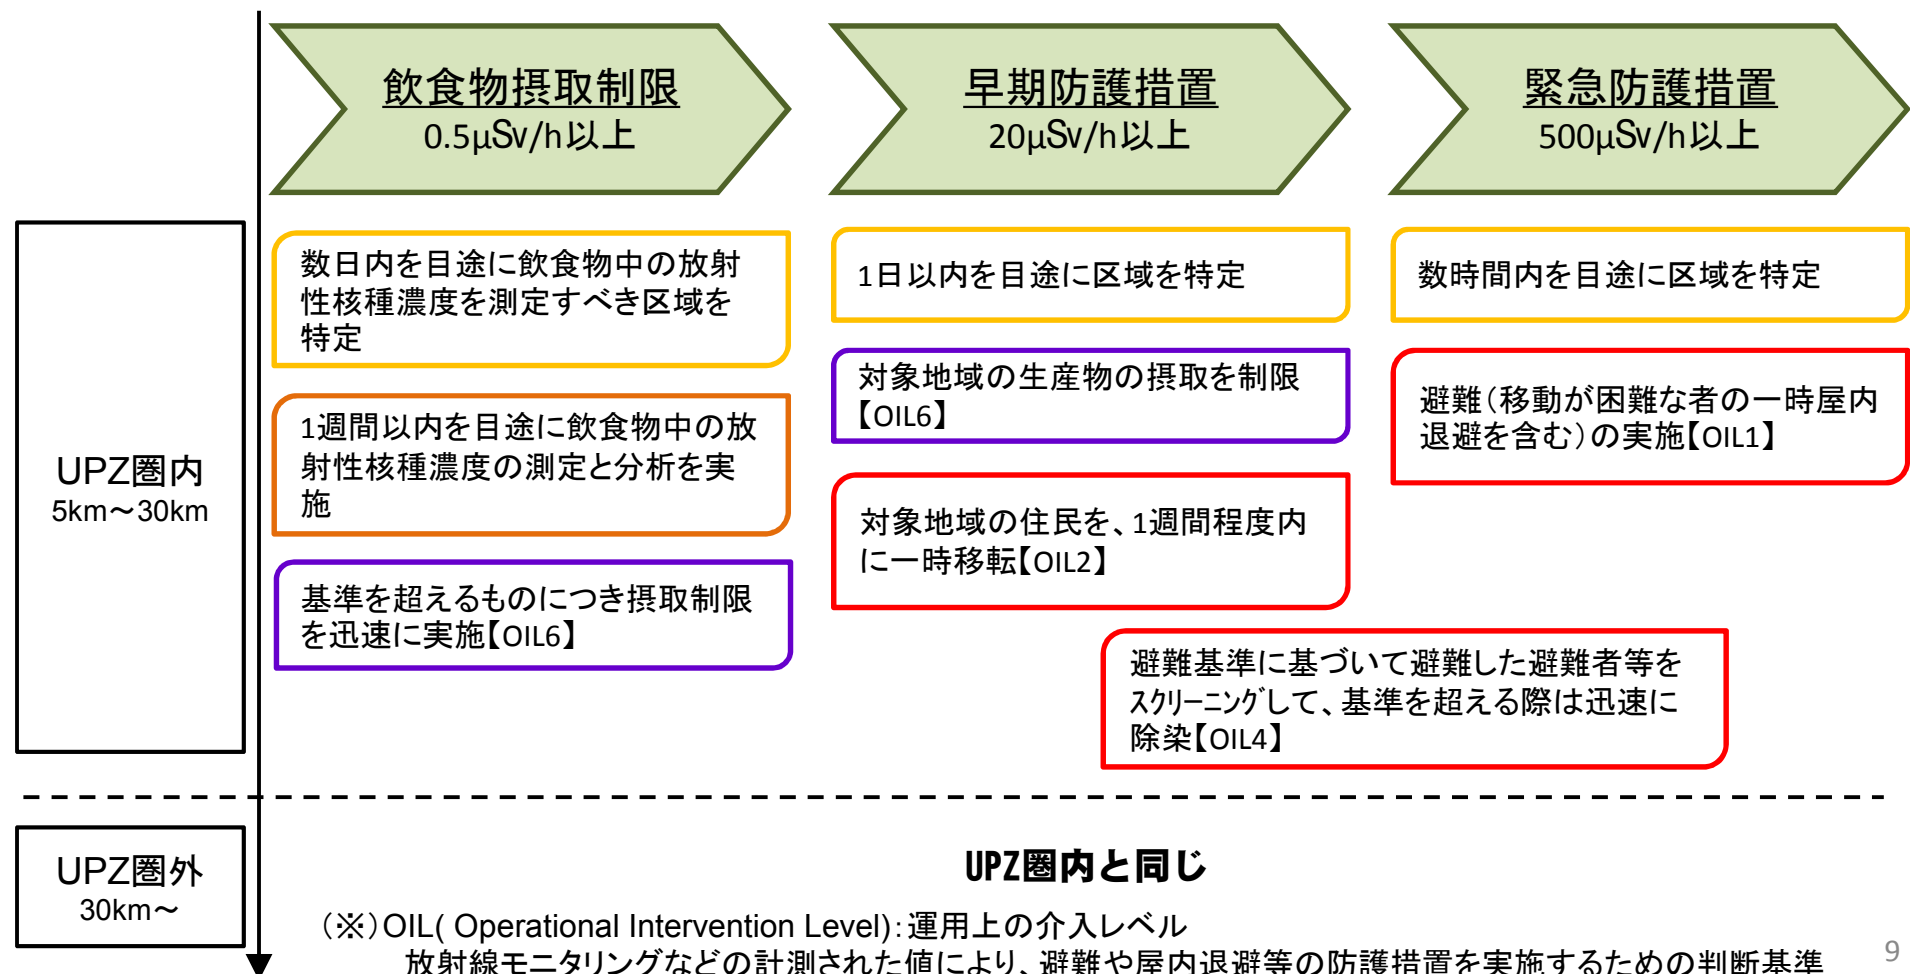 飲食物摂取制限
0.5μSv/h以上
早期防護措置
20μSv/h以上
緊急防護措置
500μSv/h以上
UPZ圏内
5km～30km
数日内を目途に飲食物中の放射
性核種濃度を測定すべき区域を
特定
1週間以内を目途に飲食物中の放
射性核種濃度の測定と分析を実
施
基準を超えるものにつき摂取制限
を迅速に実施【OIL6】
1日以内を目途に区域を特定
対象地域の生産物の摂取を制限
【OIL6】
対象地域の住民を、1週間程度内
に一時移転【OIL2】
数時間内を目途に区域を特定
避難（移動が困難な者の一時屋内
退避を含む）の実施【OIL1】
避難基準に基づいて避難した避難者等を
ｽｸﾘｰﾆﾝｸﾞして、基準を超える際は迅速に
除染【OIL4】
UPZ圏外
30km～
UPZ圏内と同じ
（※）OIL( Operational Intervention Level)：運用上の介入レベル
放射線モニタリングなどの計測された値により、避難や屋内退避等の防護措置を実施するための判断基準
9